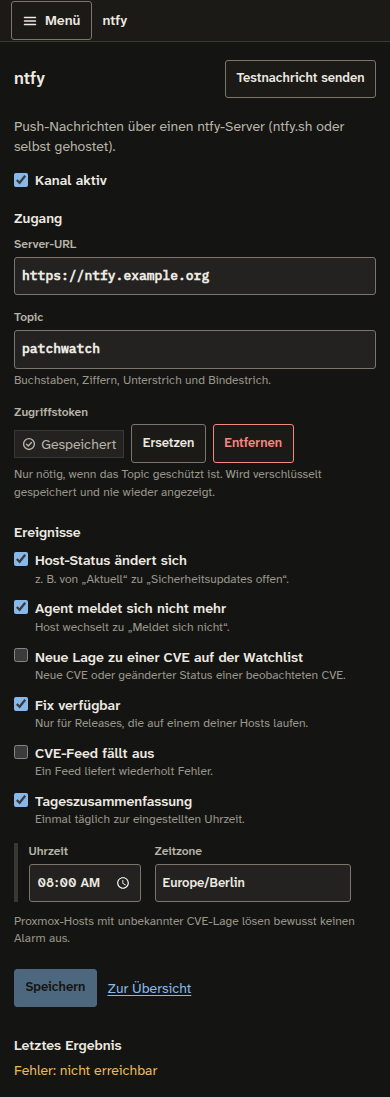 Menü ntfy
ntfy
Testnachricht senden
Push-Nachrichten über einen ntfy-Server (ntfy.sh oder
selbst gehostet).
Kanal aktiv
Zugang
Server-URL
https://ntfy.example.org
Topic
patchwatch
Buchstaben, Ziffern, Unterstrich und Bindestrich.
Zugriffstoken
Gespeichert Ersetzen Entfernen
Nur nötig, wenn das Topic geschützt ist. Wird verschlüsselt
gespeichert und nie wieder angezeigt.
Ereignisse
Host-Status ändert sich
z. B. von „Aktuell“ zu „Sicherheitsupdates offen“.
Agent meldet sich nicht mehr
Host wechselt zu „Meldet sich nicht“.
Neue Lage zu einer CVE auf der Watchlist
Neue CVE oder geänderter Status einer beobachteten CVE.
Fix verfügbar
Nur für Releases, die auf einem deiner Hosts laufen.
CVE-Feed fällt aus
Ein Feed liefert wiederholt Fehler.
Tageszusammenfassung
Einmal täglich zur eingestellten Uhrzeit.
Uhrzeit Zeitzone
08:00 AM Europe/Berlin
Proxmox-Hosts mit unbekannter CVE-Lage lösen bewusst keinen
Alarm aus.
Speichern Zur Übersicht
Letztes Ergebnis
Fehler: nicht erreichbar